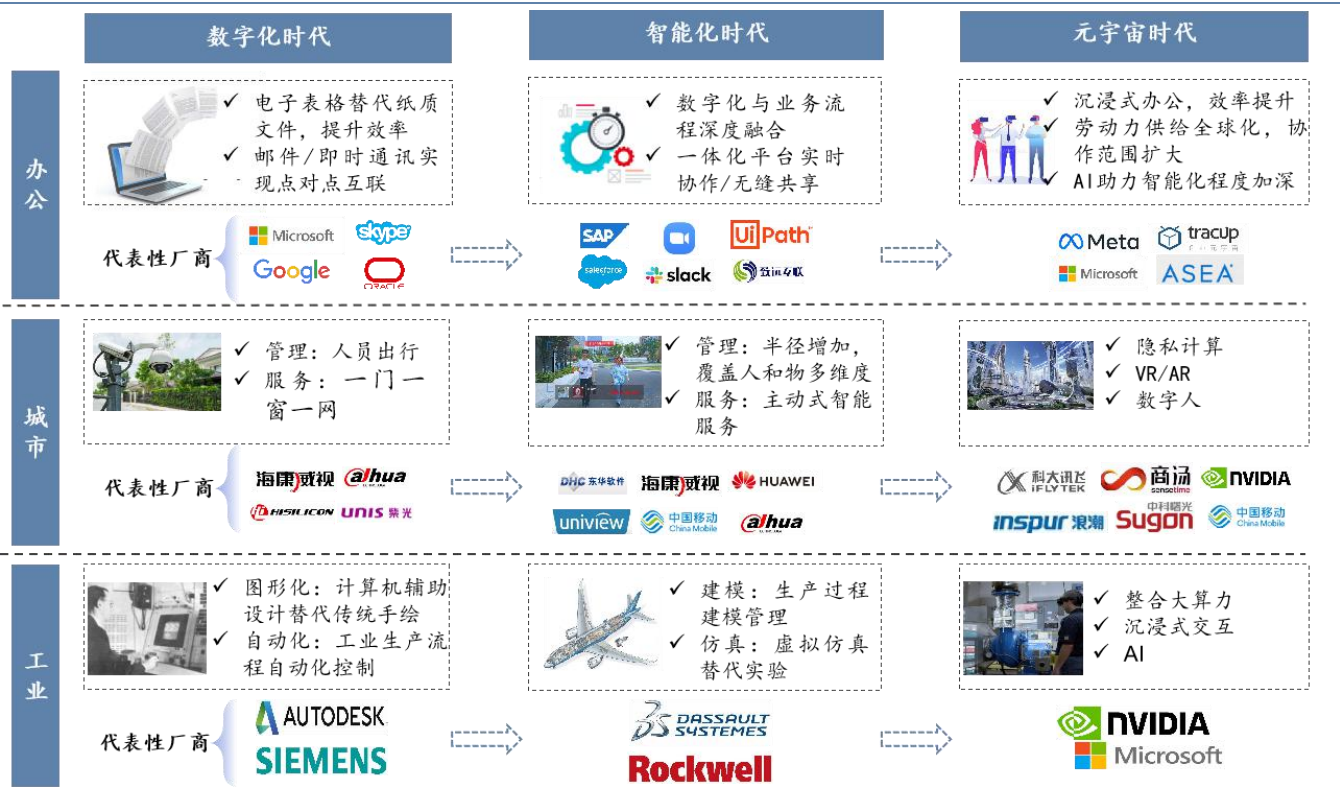 数字化时代
智能化时代
元宇宙时代
办公
电子表格替代纸质
文件，提升效率
邮件/即时通讯实
现点对点互联
数字化与业务流
程深度融合
一体化平台实时
协作/无缝共享
沉浸式办公，效率提升
劳动力供给全球化，协
作范围扩大
AI助力智能化程度加深
代表性厂商
Microsoft
skype
Google
ORACLE
SAP
UiPath
salesforce
slack
致远互联
Meta
tracup
Microsoft
ASEA
城市
管理：人员出行
服务：一门一
窗一网
管理：半径增加，
覆盖人和物多维度
服务：主动式智能
服务
隐私计算
VR/AR
数字人
代表性厂商
海康威视
alhua
HISILICON
UNIS 紫光
DHC 东华软件
海康威视
HUAWEI
uniview
中国移动
China Mobile
alhua
科大讯飞
iFLYTEK
商汤
sensetime
NVIDIA
inspur 浪潮
中科曙光
Sugon
中国移动
China Mobile
工业
图形化：计算机辅助
设计替代传统手绘
自动化：工业生产流
程自动化控制
建模：生产过程
建模管理
仿真：虚拟仿真
替代实验
整合大算力
沉浸式交互
AI
代表性厂商
AUTODESK
SIEMENS
DASSAULT
SYSTEMES
Rockwell
NVIDIA
Microsoft